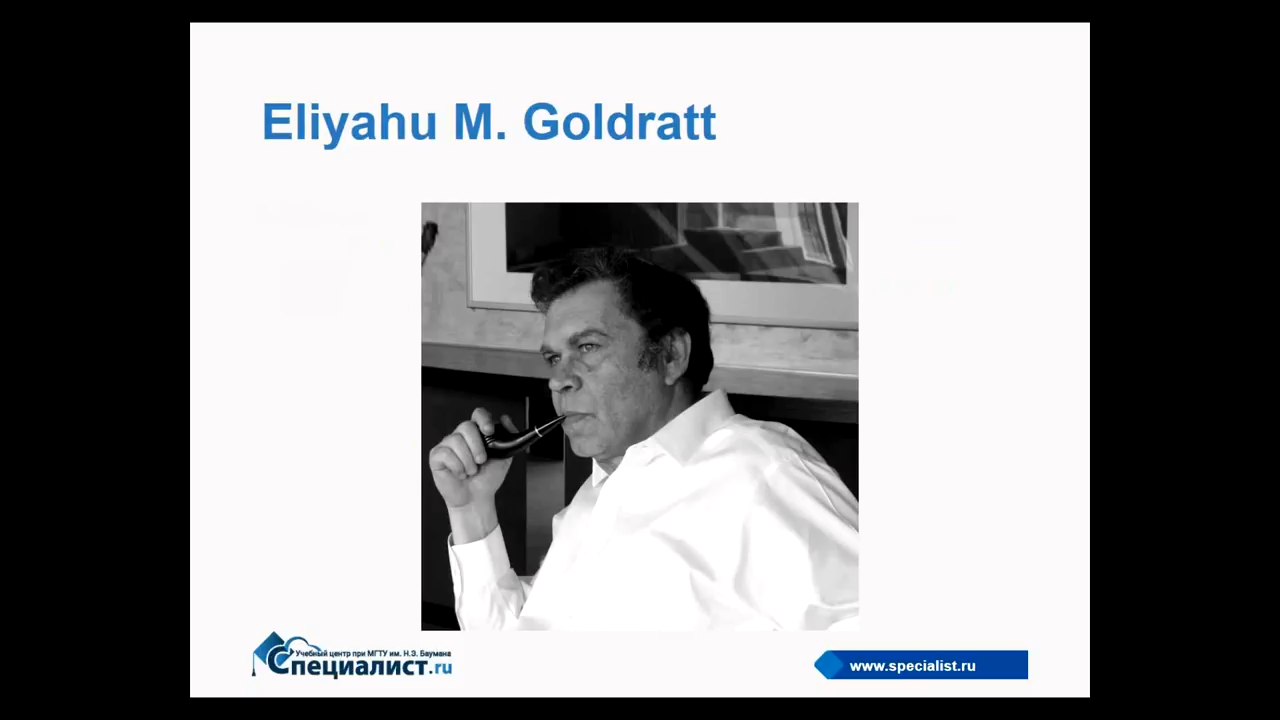 Eliyahu M. Goldratt
Учебный центр при МГТУ им. Н.Э. Баумана
Специалист.ru
www.specialist.ru